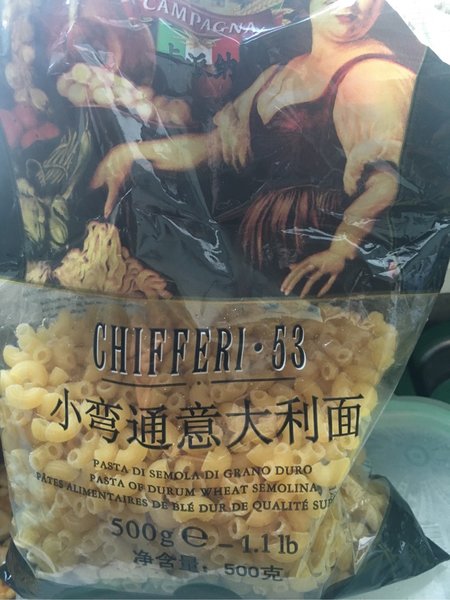 CAMPAGNA
CHIFFERI · 53
小弯通意大利面
PASTA DI SEMOLA DI GRANO DURO
PASTA OF DURUM WHEAT SEMOLINA
PÂTES ALIMENTAIRES DE BLÉ DUR DE QUALITÉ SUP
500g ℮ - 1.1 lb
净含量: 500克